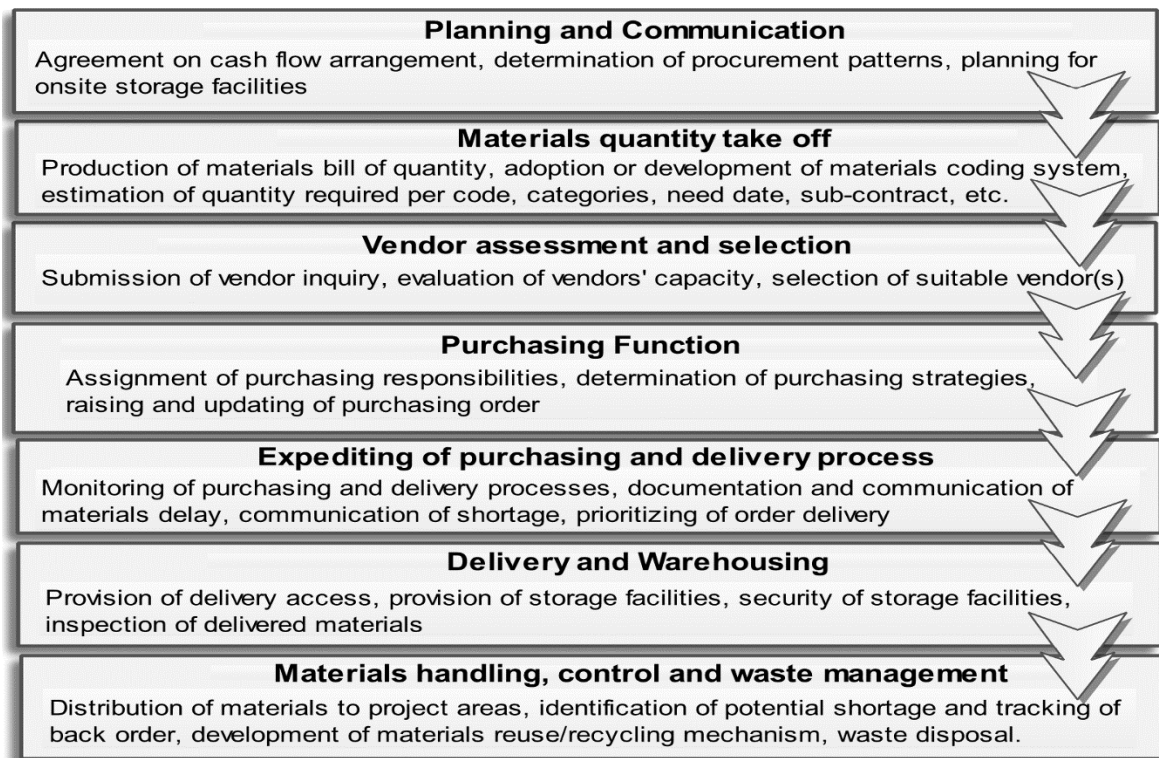 Planning and Communication
Agreement on cash flow arrangement, determination of procurement patterns, planning for
onsite storage facilities
Materials quantity take off
Production of materials bill of quantity, adoption or development of materials coding system,
estimation of quantity required per code, categories, need date, sub-contract, etc.
Vendor assessment and selection
Submission of vendor inquiry, evaluation of vendors' capacity, selection of suitable vendor(s)
Purchasing Function
Assignment of purchasing responsibilities, determination of purchasing strategies,
raising and updating of purchasing order
Expediting of purchasing and delivery process
Monitoring of purchasing and delivery processes, documentation and communication of
materials delay, communication of shortage, prioritizing of order delivery
Delivery and Warehousing
Provision of delivery access, provision of storage facilities, security of storage facilities,
inspection of delivered materials
Materials handling, control and waste management
Distribution of materials to project areas, identification of potential shortage and tracking of
back order, development of materials reuse/recycling mechanism, waste disposal.